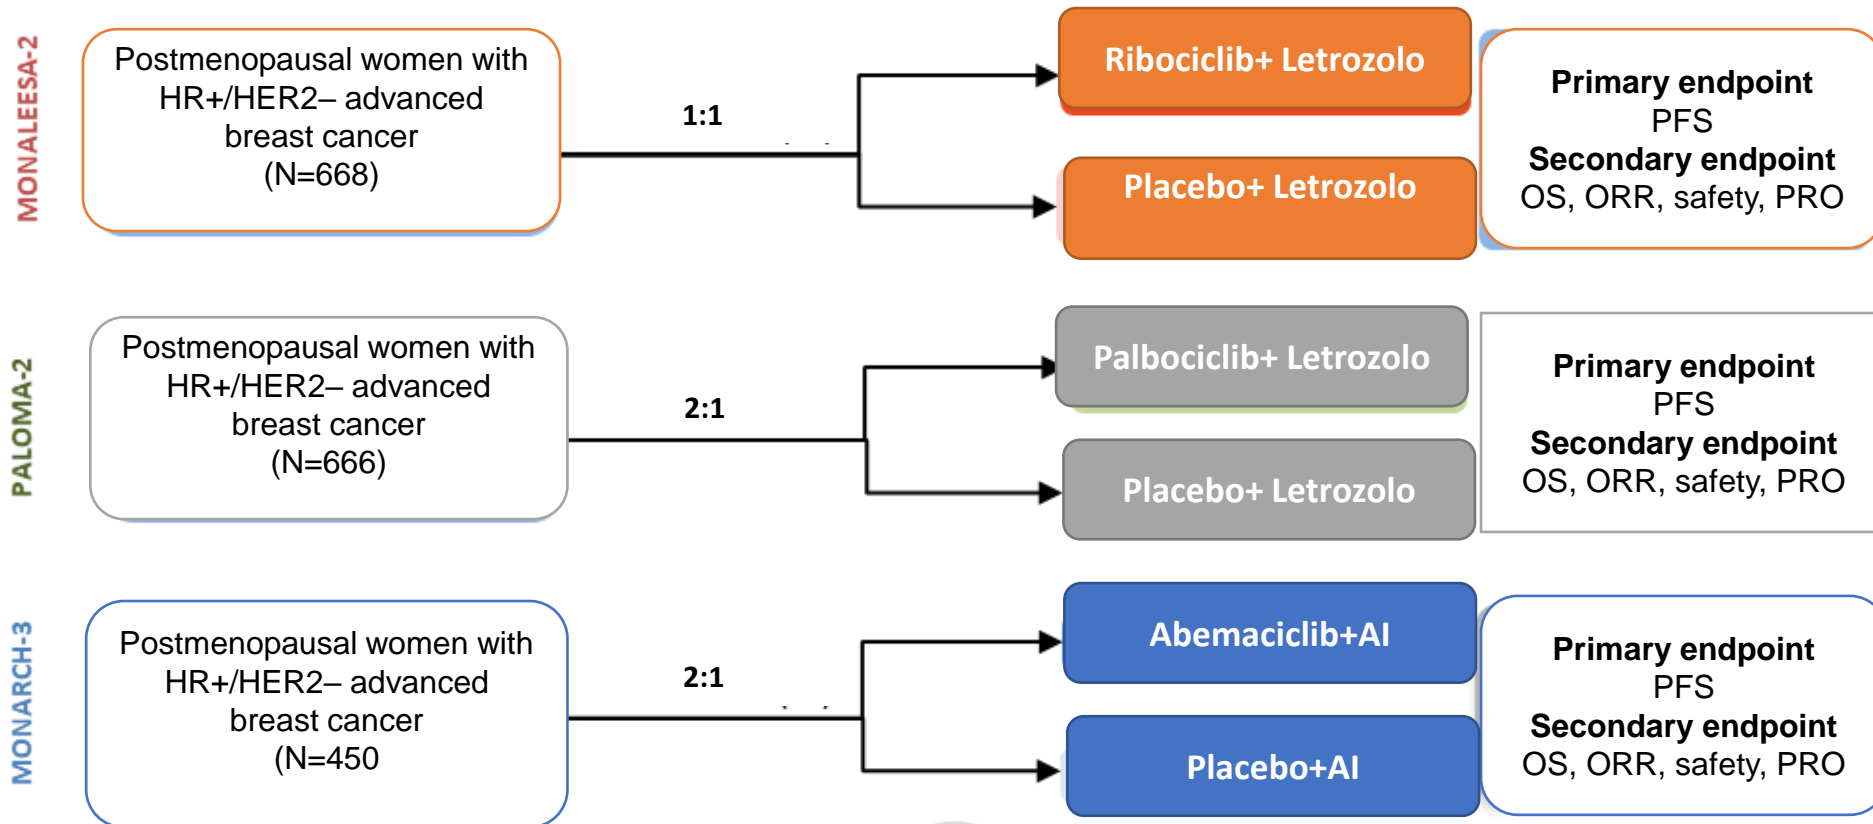 MONALEESA-2
Postmenopausal women with
HR+/HER2– advanced
breast cancer
(N=668)
1:1
Ribociclib+ Letrozolo
Placebo+ Letrozolo
Primary endpoint
PFS
Secondary endpoint
OS, ORR, safety, PRO
PALOMA-2
Postmenopausal women with
HR+/HER2– advanced
breast cancer
(N=666)
2:1
Palbociclib+ Letrozolo
Placebo+ Letrozolo
Primary endpoint
PFS
Secondary endpoint
OS, ORR, safety, PRO
MONARCH-3
Postmenopausal women with
HR+/HER2– advanced
breast cancer
(N=450
2:1
Abemaciclib+AI
Placebo+AI
Primary endpoint
PFS
Secondary endpoint
OS, ORR, safety, PRO